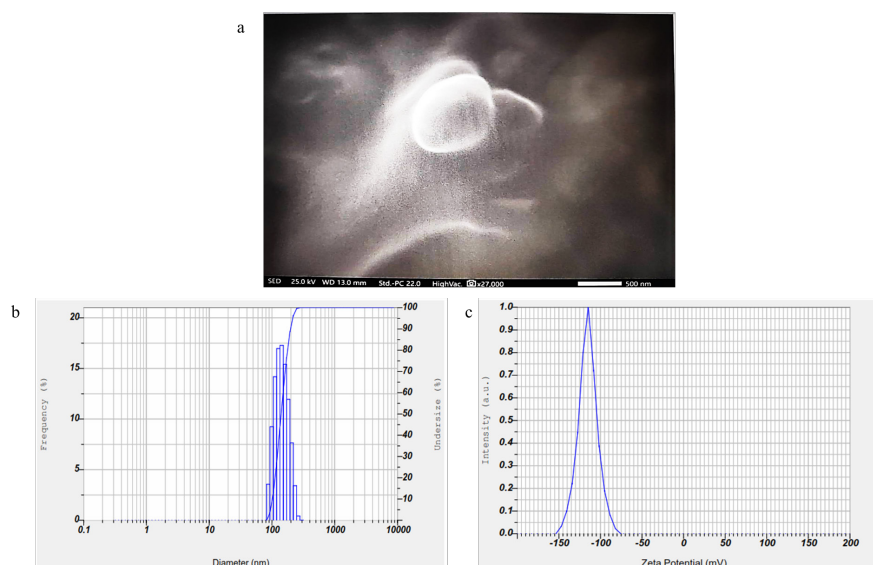 a
SED 25.0 kV WD 13.0 mm Std.-PC 22.0 HighVac. x27,000 500 nm
b
c
Frequency (%)
20
15
10
5
0
0.1 1 10 100 1000 10000
Diameter (nm)
100
90
80
70
60
50
40
30
20
10
Undersize (%)
Intensity (a.u.)
1.0
0.9
0.8
0.7
0.6
0.5
0.4
0.3
0.2
0.1
0.0
-150 -100 -50 0 50 100 150 200
Zeta Potential (mV)